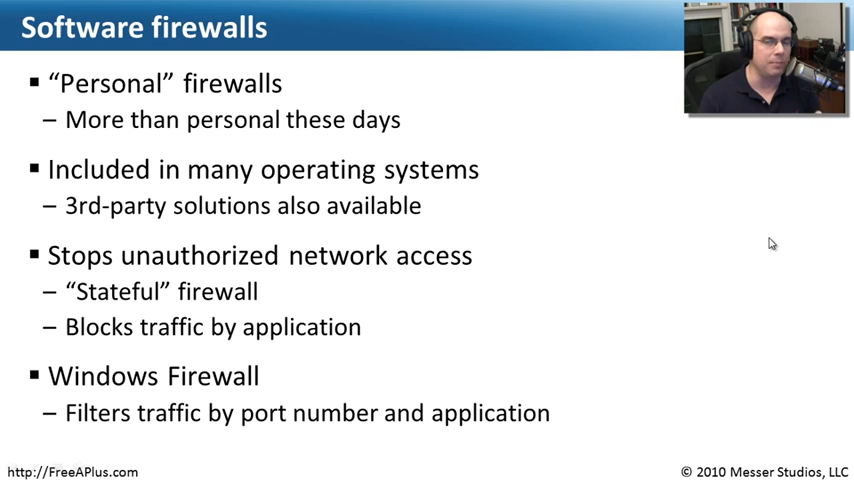 Software firewalls
▪ “Personal” firewalls
– More than personal these days
▪ Included in many operating systems
– 3rd-party solutions also available
▪ Stops unauthorized network access
– “Stateful” firewall
– Blocks traffic by application
▪ Windows Firewall
– Filters traffic by port number and application
http://FreeAPlus.com
© 2010 Messer Studios, LLC